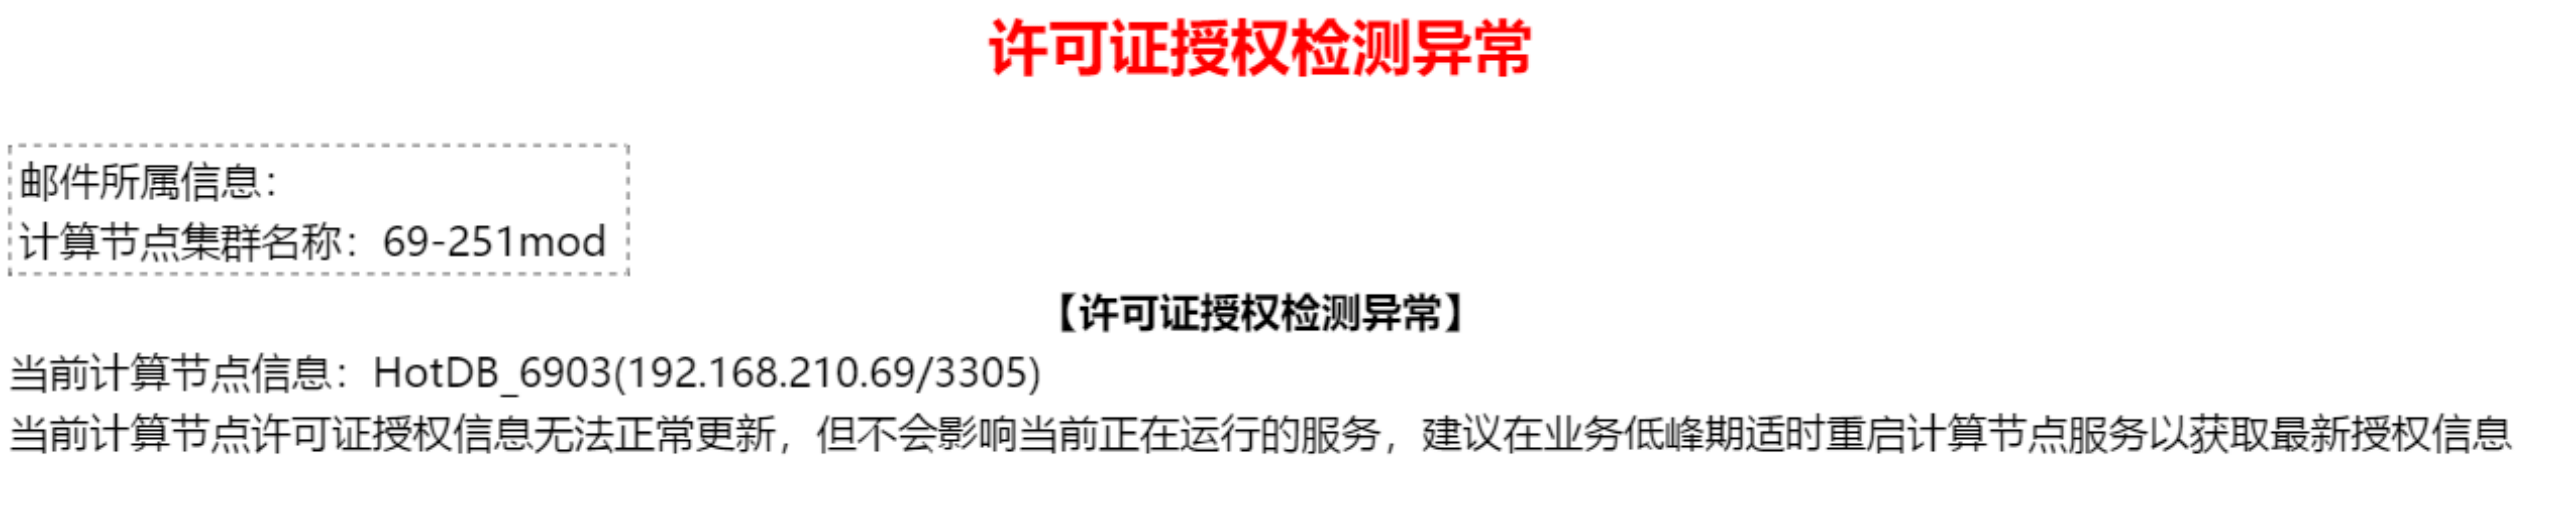 许可证授权检测异常
邮件所属信息：
计算节点集群名称：69-251mod
【许可证授权检测异常】
当前计算节点信息：HotDB_6903(192.168.210.69/3305)
当前计算节点许可证授权信息无法正常更新，但不会影响当前正在运行的服务，建议在业务低峰期适时重启计算节点服务以获取最新授权信息